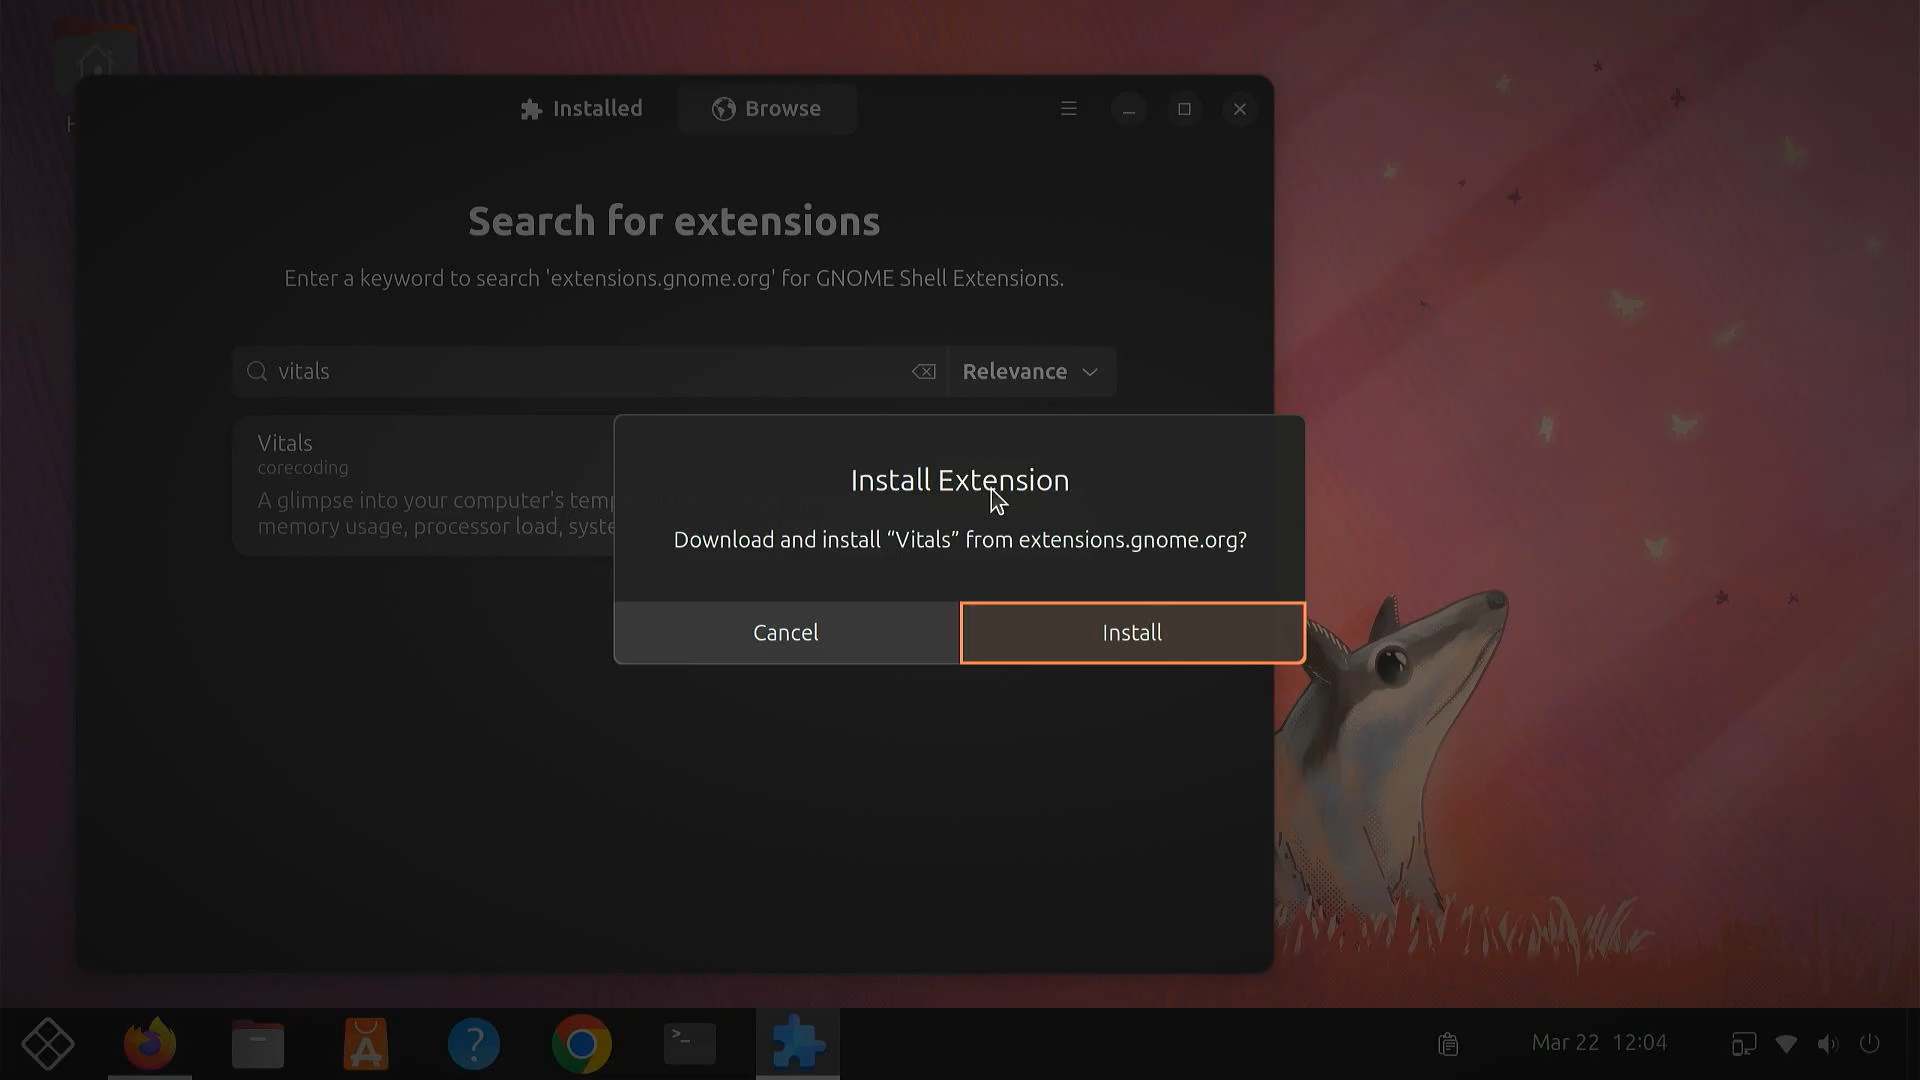 H
Installed
Browse
Search for extensions
Enter a keyword to search 'extensions.gnome.org' for GNOME Shell Extensions.
vitals
Relevance
Vitals
corecoding
A glimpse into your computer's temp
memory usage, processor load, syste
Install Extension
Download and install “Vitals” from extensions.gnome.org?
Cancel
Install
Mar 22 12:04